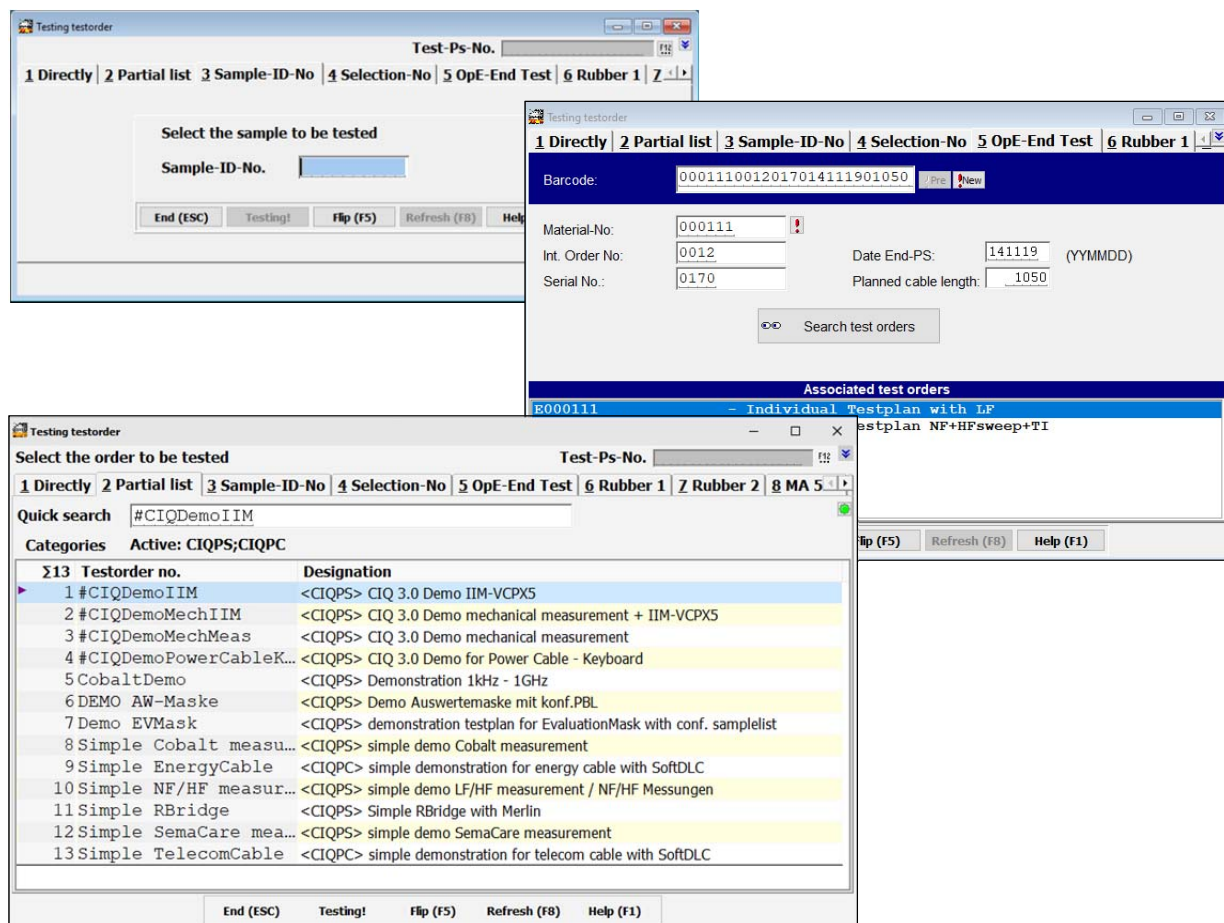 Testing testorder
Test-Ps-No. F12
1 Directly 2 Partial list 3 Sample-ID-No 4 Selection-No 5 OpE-End Test 6 Rubber 1 7
Select the sample to be tested
Sample-ID-No.
End (ESC) Testing! Flip (F5) Refresh (F8) Help
Testing testorder
1 Directly 2 Partial list 3 Sample-ID-No 4 Selection-No 5 OpE-End Test 6 Rubber 1
Barcode: 0001110012017014111901050 Pre New
Material-No: 000111
Int. Order No: 0012 Date End-PS: 141119 (YYMMDD)
Serial No.: 0170 Planned cable length: 1050
Search test orders
Associated test orders
E000111 - Individual Testplan with LF
estplan NF+HFsweep+TI
Flip (F5) Refresh (F8) Help (F1)
Testing testorder
Select the order to be tested Test-Ps-No. F12
1 Directly 2 Partial list 3 Sample-ID-No 4 Selection-No 5 OpE-End Test 6 Rubber 1 7 Rubber 2 8 MA 5
Quick search #CIQDemoIIM
Categories Active: CIQPS;CIQPC
Σ13 Testorder no. Designation
1 #CIQDemoIIM <CIQPS> CIQ 3.0 Demo IIM-VCPX5
2 #CIQDemoMechIIM <CIQPS> CIQ 3.0 Demo mechanical measurement + IIM-VCPX5
3 #CIQDemoMechMeas <CIQPS> CIQ 3.0 Demo mechanical measurement
4 #CIQDemoPowerCableK... <CIQPS> CIQ 3.0 Demo for Power Cable - Keyboard
5 CobaltDemo <CIQPS> Demonstration 1kHz - 1GHz
6 DEMO AW-Maske <CIQPS> Demo Auswertemaske mit konf.PBL
7 Demo EVMask <CIQPS> demonstration testplan for EvaluationMask with conf. samplelist
8 Simple Cobalt measu... <CIQPS> simple demo Cobalt measurement
9 Simple EnergyCable <CIQPC> simple demonstration for energy cable with SoftDLC
10 Simple NF/HF measur... <CIQPS> simple demo LF/HF measurement / NF/HF Messungen
11 Simple RBridge <CIQPS> Simple RBridge with Merlin
12 Simple SemaCare mea... <CIQPS> simple demo SemaCare measurement
13 Simple TelecomCable <CIQPC> simple demonstration for telecom cable with SoftDLC
End (ESC) Testing! Flip (F5) Refresh (F8) Help (F1)